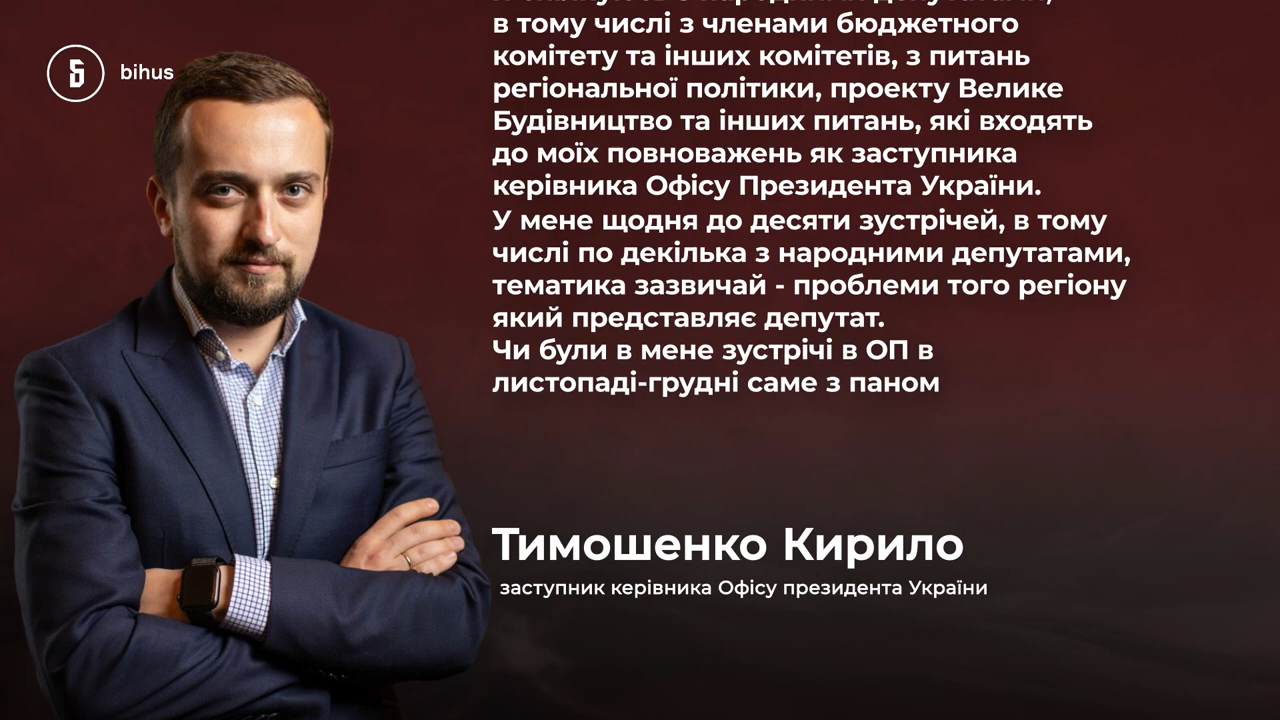 bihus
в тому числі з членами бюджетного
комітету та інших комітетів, з питань
регіональної політики, проекту Велике
Будівництво та інших питань, які входять
до моїх повноважень як заступника
керівника Офісу Президента України.
У мене щодня до десяти зустрічей, в тому
числі по декілька з народними депутатами,
тематика зазвичай - проблеми того регіону
який представляє депутат.
Чи були в мене зустрічі в ОП в
листопаді-грудні саме з паном
Тимошенко Кирило
заступник керівника Офісу президента України